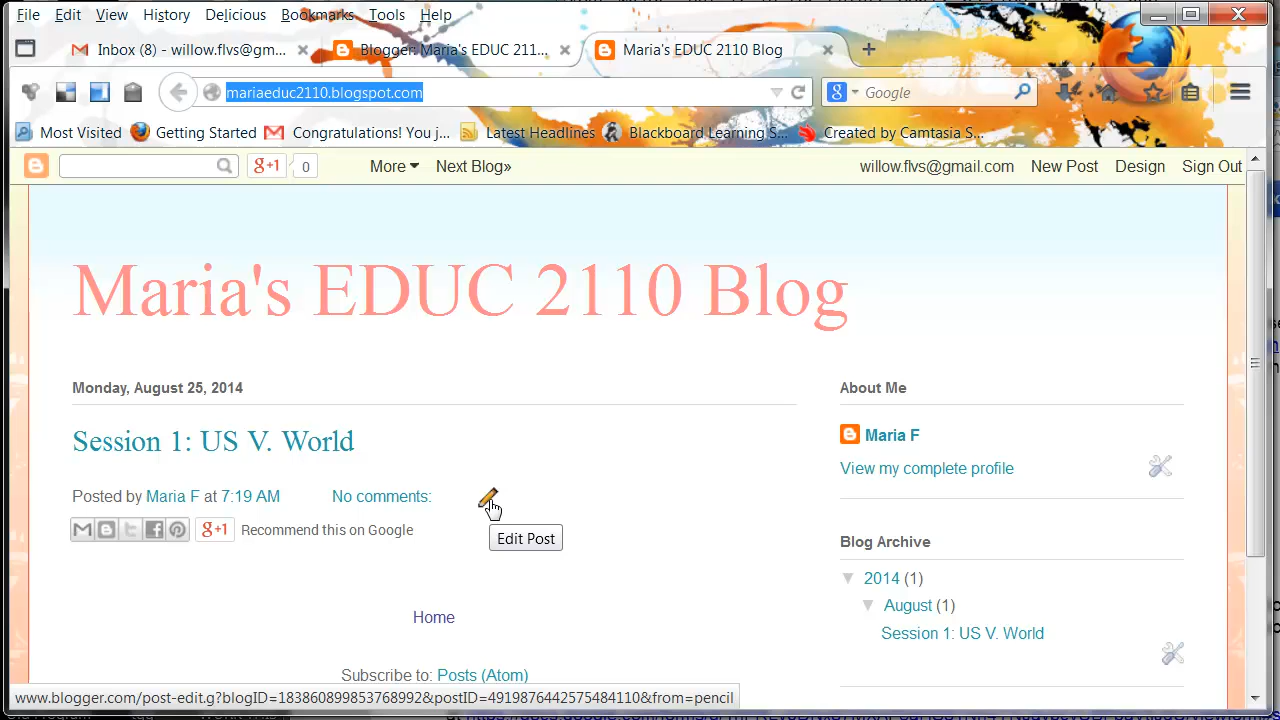 File Edit View History Delicious Bookmarks Tools Help
Inbox (8) - willow.flvs@gm... Blogger: Maria's EDUC 211... Maria's EDUC 2110 Blog
mariaeduc2110.blogspot.com Google
Most Visited Getting Started Congratulations! You j... Latest Headlines Blackboard Learning S... Created by Camtasia S...
g+1 0 More Next Blog» willow.flvs@gmail.com New Post Design Sign Out
Maria's EDUC 2110 Blog
Monday, August 25, 2014
About Me
Session 1: US V. World
Maria F
View my complete profile
Posted by Maria F at 7:19 AM No comments:
g+1 Recommend this on Google
Edit Post
Blog Archive
2014 (1)
August (1)
Session 1: US V. World
Home
Subscribe to: Posts (Atom)
www.blogger.com/post-edit.g?blogID=183860899853768992&postID=4919876442575484110&from=pencil